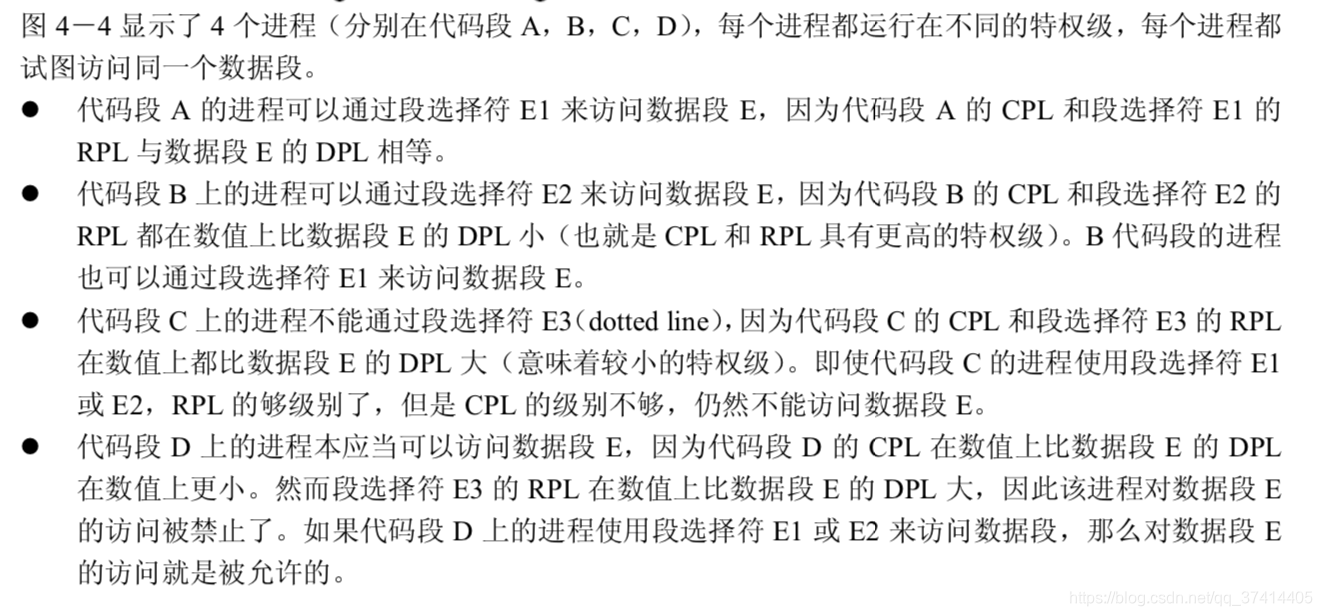 图 4－4 显示了 4 个进程（分别在代码段 A，B，C，D），每个进程都运行在不同的特权级，每个进程都
试图访问同一个数据段。
● 代码段 A 的进程可以通过段选择符 E1 来访问数据段 E，因为代码段 A 的 CPL 和段选择符 E1 的
RPL 与数据段 E 的 DPL 相等。
● 代码段 B 上的进程可以通过段选择符 E2 来访问数据段 E，因为代码段 B 的 CPL 和段选择符 E2 的
RPL 都在数值上比数据段 E 的 DPL 小（也就是 CPL 和 RPL 具有更高的特权级）。B 代码段的进程
也可以通过段选择符 E1 来访问数据段 E。
● 代码段 C 上的进程不能通过段选择符 E3（dotted line），因为代码段 C 的 CPL 和段选择符 E3 的 RPL
在数值上都比数据段 E 的 DPL 大（意味着较小的特权级）。即使代码段 C 的进程使用段选择符 E1
或 E2，RPL 的够级别了，但是 CPL 的级别不够，仍然不能访问数据段 E。
● 代码段 D 上的进程本应当可以访问数据段 E，因为代码段 D 的 CPL 在数值上比数据段 E 的 DPL
在数值上更小。然而段选择符 E3 的 RPL 在数值上比数据段 E 的 DPL 大，因此该进程对数据段 E
的访问被禁止了。如果代码段 D 上的进程使用段选择符 E1 或 E2 来访问数据段，那么对数据段 E
的访问就是被允许的。
https://blog.csdn.net/qq_37414405